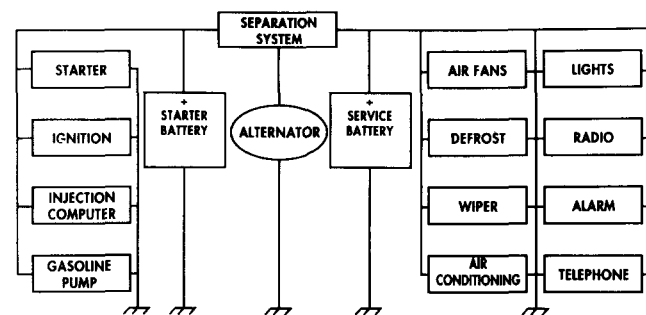 SEPARATION
SYSTEM
STARTER
IGNITION
INJECTION
COMPUTER
GASOLINE
PUMP
+
STARTER
BATTERY
ALTERNATOR
+
SERVICE
BATTERY
AIR FANS
DEFROST
WIPER
AIR
CONDITIONING
LIGHTS
RADIO
ALARM
TELEPHONE